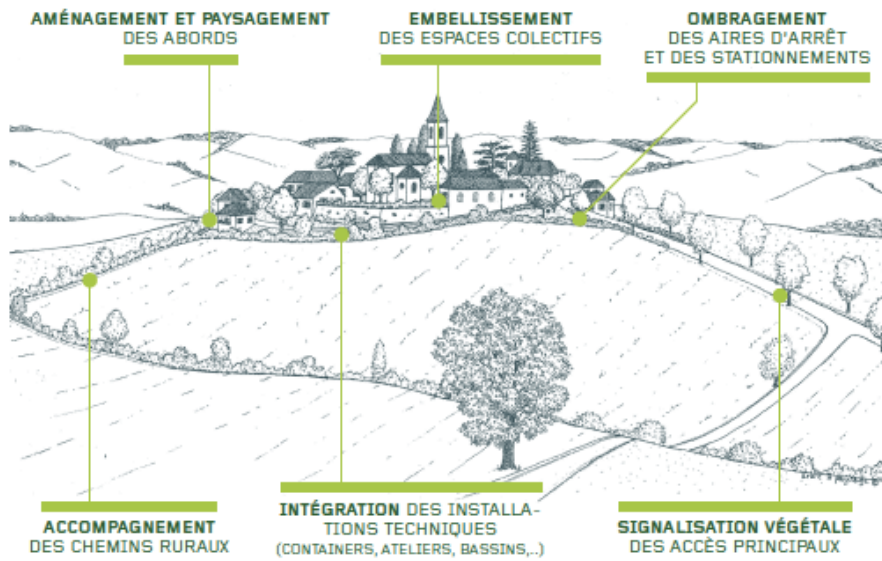 AMÉNAGEMENT ET PAYSAGEMENT
DES ABORDS
EMBELLISSEMENT
DES ESPACES COLECTIFS
OMBRAGEMENT
DES AIRES D'ARRÊT
ET DES STATIONNEMENTS
ACCOMPAGNEMENT
DES CHEMINS RURAUX
INTÉGRATION DES INSTALLA-
TIONS TECHNIQUES
(CONTAINERS, ATELIERS, BASSINS,..)
SIGNALISATION VÉGÉTALE
DES ACCÈS PRINCIPAUX